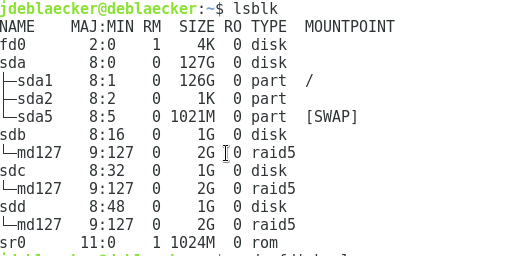 jdeblaecker@deblaecker:~$ lsblk
NAME    MAJ:MIN RM  SIZE RO TYPE  MOUNTPOINT
fd0       2:0    1    4K  0 disk
sda       8:0    0  127G  0 disk
├─sda1    8:1    0  126G  0 part  /
├─sda2    8:2    0    1K  0 part
└─sda5    8:5    0 1021M  0 part  [SWAP]
sdb       8:16   0    1G  0 disk
└─md127   9:127  0    2G  0 raid5
sdc       8:32   0    1G  0 disk
└─md127   9:127  0    2G  0 raid5
sdd       8:48   0    1G  0 disk
└─md127   9:127  0    2G  0 raid5
sr0      11:0    1 1024M  0 rom